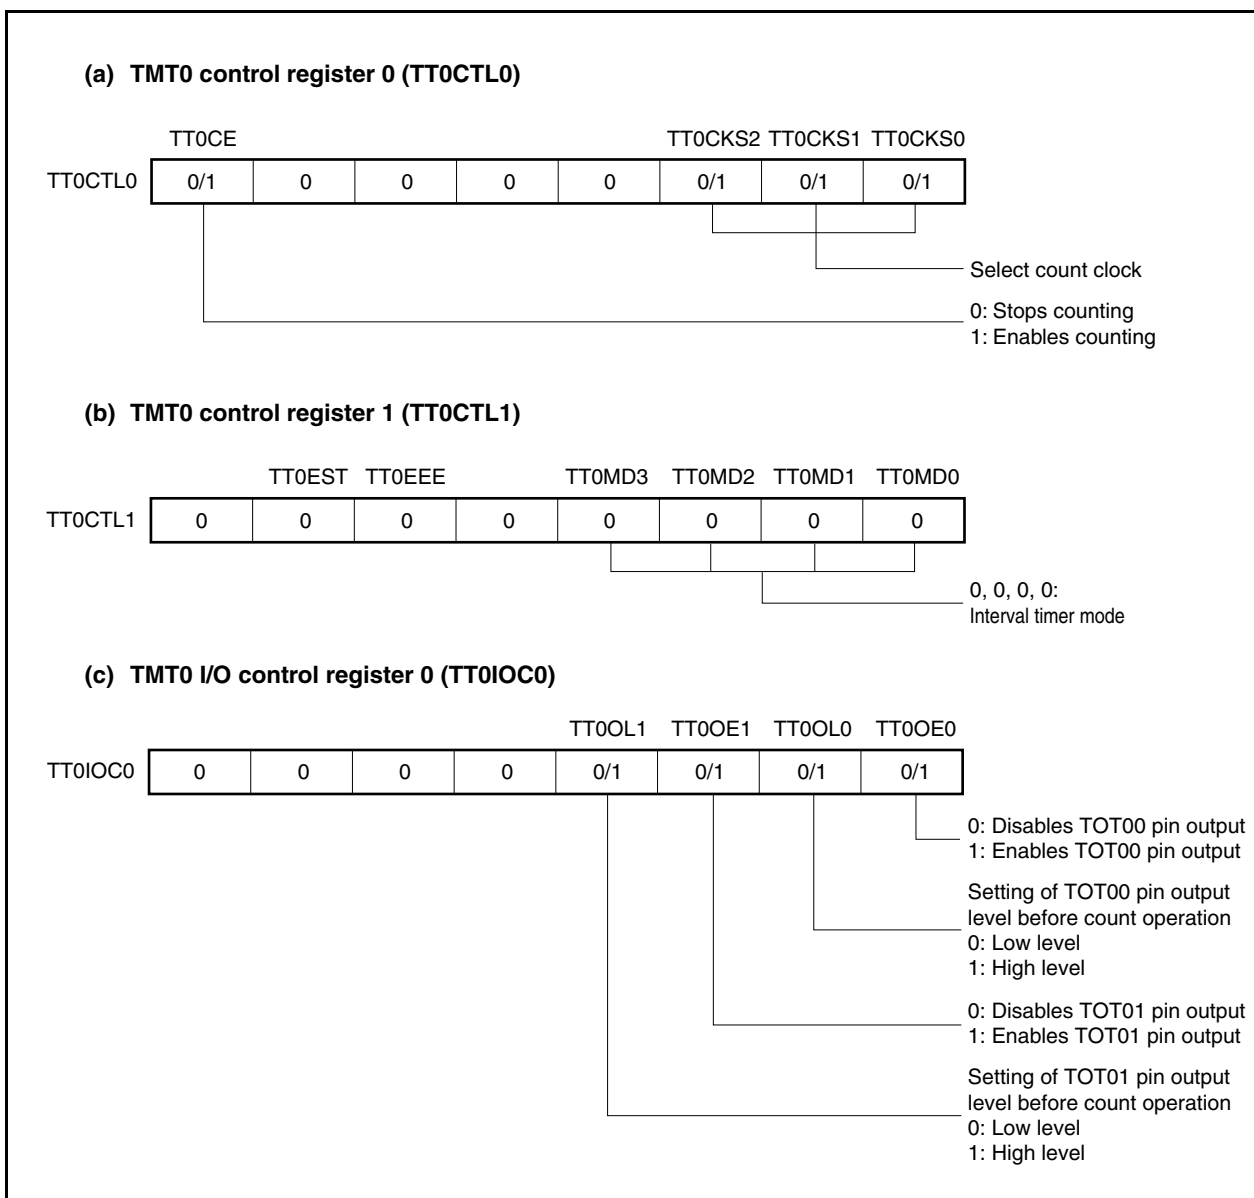 (a) TMT0 control register 0 (TT0CTL0)
TT0CE TT0CKS2 TT0CKS1 TT0CKS0
TT0CTL0 0/1 0 0 0 0 0/1 0/1 0/1
Select count clock
0: Stops counting
1: Enables counting
(b) TMT0 control register 1 (TT0CTL1)
TT0EST TT0EEE TT0MD3 TT0MD2 TT0MD1 TT0MD0
TT0CTL1 0 0 0 0 0 0 0 0
0, 0, 0, 0:
Interval timer mode
(c) TMT0 I/O control register 0 (TT0IOC0)
TT0OL1 TT0OE1 TT0OL0 TT0OE0
TT0IOC0 0 0 0 0 0/1 0/1 0/1 0/1
0: Disables TOT00 pin output
1: Enables TOT00 pin output
Setting of TOT00 pin output
level before count operation
0: Low level
1: High level
0: Disables TOT01 pin output
1: Enables TOT01 pin output
Setting of TOT01 pin output
level before count operation
0: Low level
1: High level